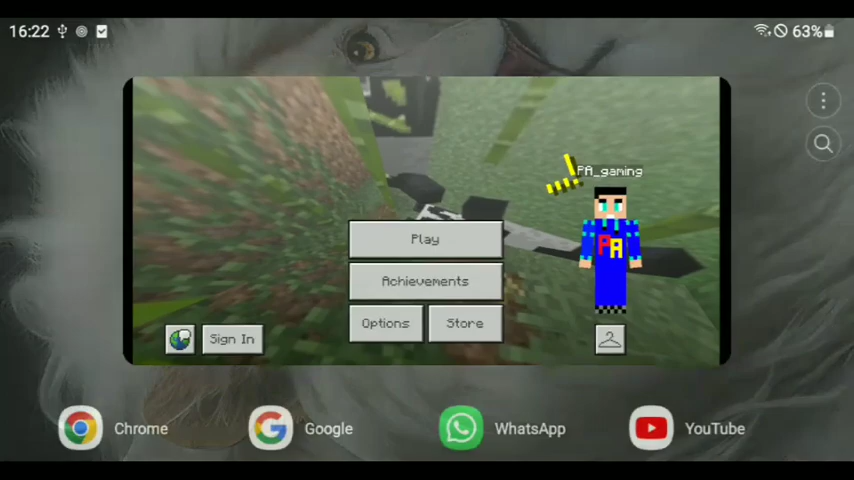 16:22
63%
PA_gaming
Play
PA
Achievements
Options
Store
Sign In
Chrome
Google
WhatsApp
YouTube